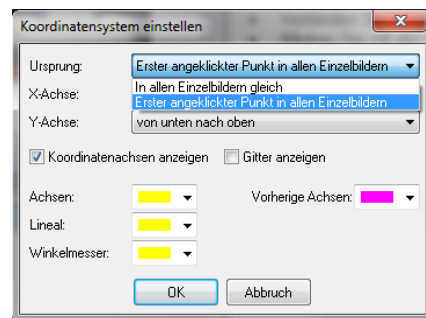 Koordinatensystem einstellen
Ursprung: Erster angeklickter Punkt in allen Einzelbildern
In allen Einzelbildern gleich
X-Achse: Erster angeklickter Punkt in allen Einzelbildern
Y-Achse: von unten nach oben
Koordinatenachsen anzeigen Gitter anzeigen
Achsen: Vorherige Achsen:
Lineal:
Winkelmesser:
OK Abbruch